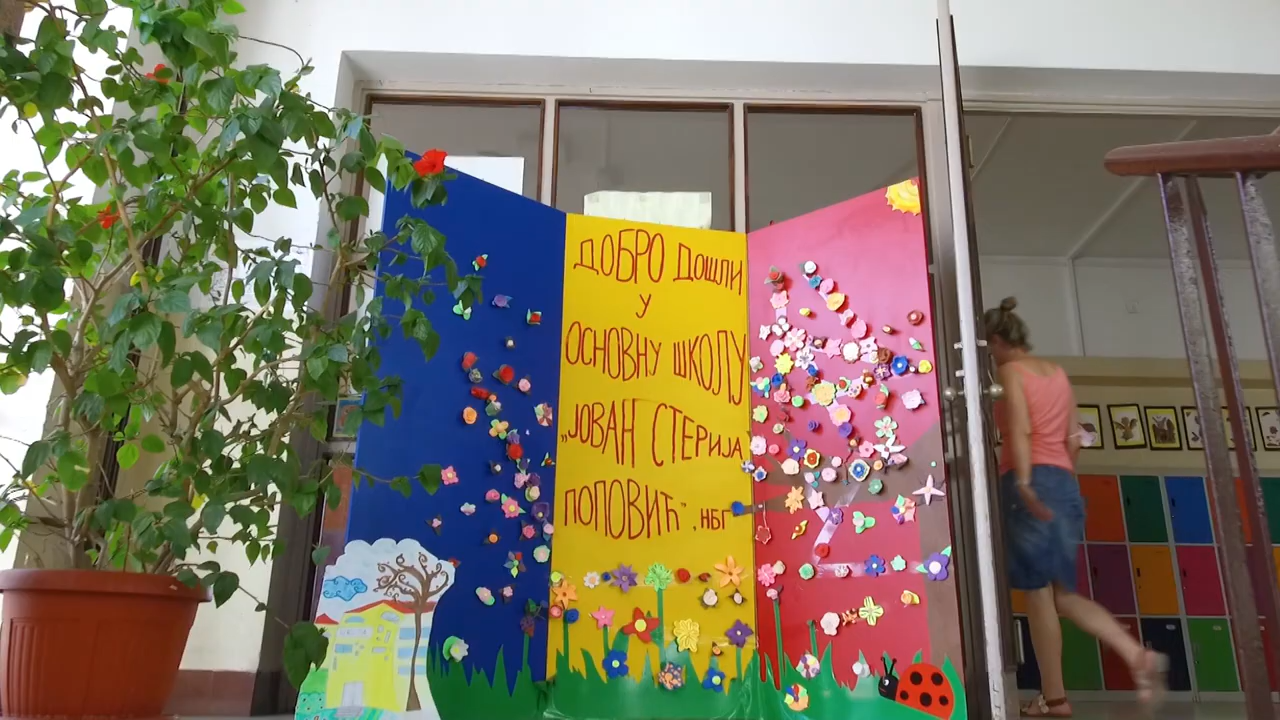 ДОБРО ДОШЛИ
У
ОСНОВНУ ШКОЛУ
„ЈОВАН СТЕРИЈА
ПОПОВИЋ", НБГ